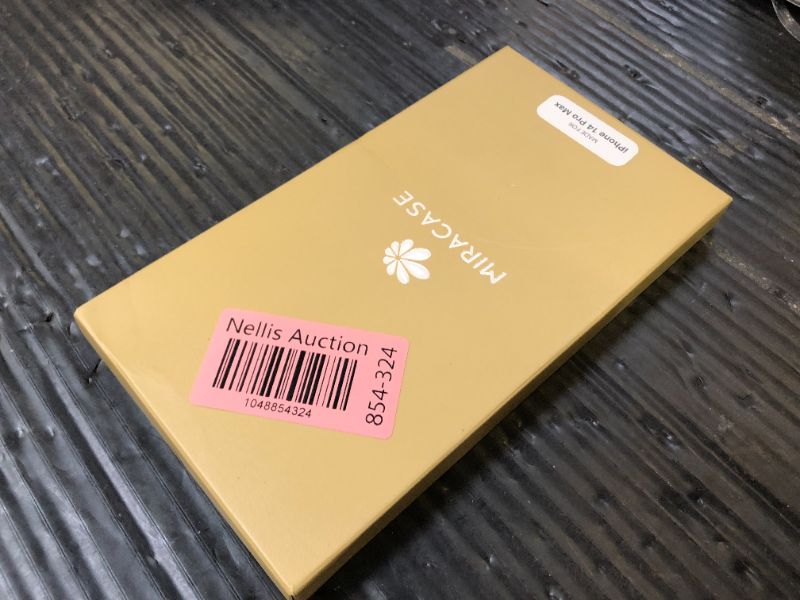 MADE FOR
iPhone 14 Pro Max
MIRACASE
Nellis Auction
1048854324
854-324